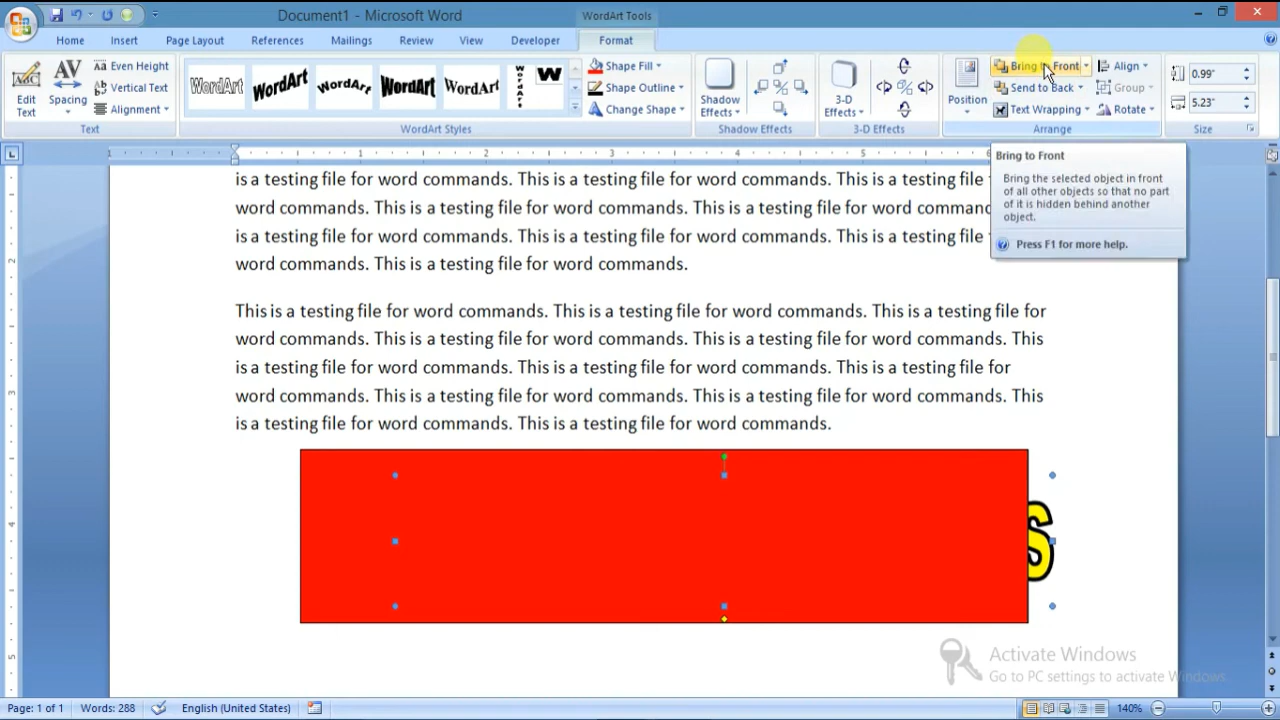 Document1 - Microsoft Word
WordArt Tools
Home Insert Page Layout References Mailings Review View Developer Format
Edit Text
Spacing
Even Height
Vertical Text
Alignment
Text
WordArt WordArt WordArt WordArt WordArt WordArt
Shape Fill
Shape Outline
Change Shape
WordArt Styles
Shadow Effects
Shadow Effects
3-D Effects
3-D Effects
Position
Bring to Front
Send to Back
Text Wrapping
Align
Group
Rotate
Arrange
0.99"
5.23"
Size
Bring to Front
Bring the selected object in front
of all other objects so that no part
of it is hidden behind another
object.
Press F1 for more help.
is a testing file for word commands. This is a testing file for word commands. This is a testing file
word commands. This is a testing file for word commands. This is a testing file for word
is a testing file for word commands. This is a testing file for word commands. This is a testing file
word commands. This is a testing file for word commands.
This is a testing file for word commands. This is a testing file for word commands. This is a testing file for
word commands. This is a testing file for word commands. This is a testing file for word commands. This
is a testing file for word commands. This is a testing file for word commands. This is a testing file for
word commands. This is a testing file for word commands. This is a testing file for word commands. This
is a testing file for word commands. This is a testing file for word commands.
S
Activate Windows
Go to PC settings to activate Windows.
Page: 1 of 1 Words: 288 English (United States) 140%